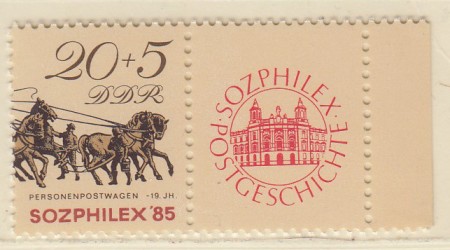 20+5
DDR
PERSONENPOSTWAGEN - 19. JH.
SOZPHILEX '85
· SOZPHILEX ·
POSTGESCHICHTE